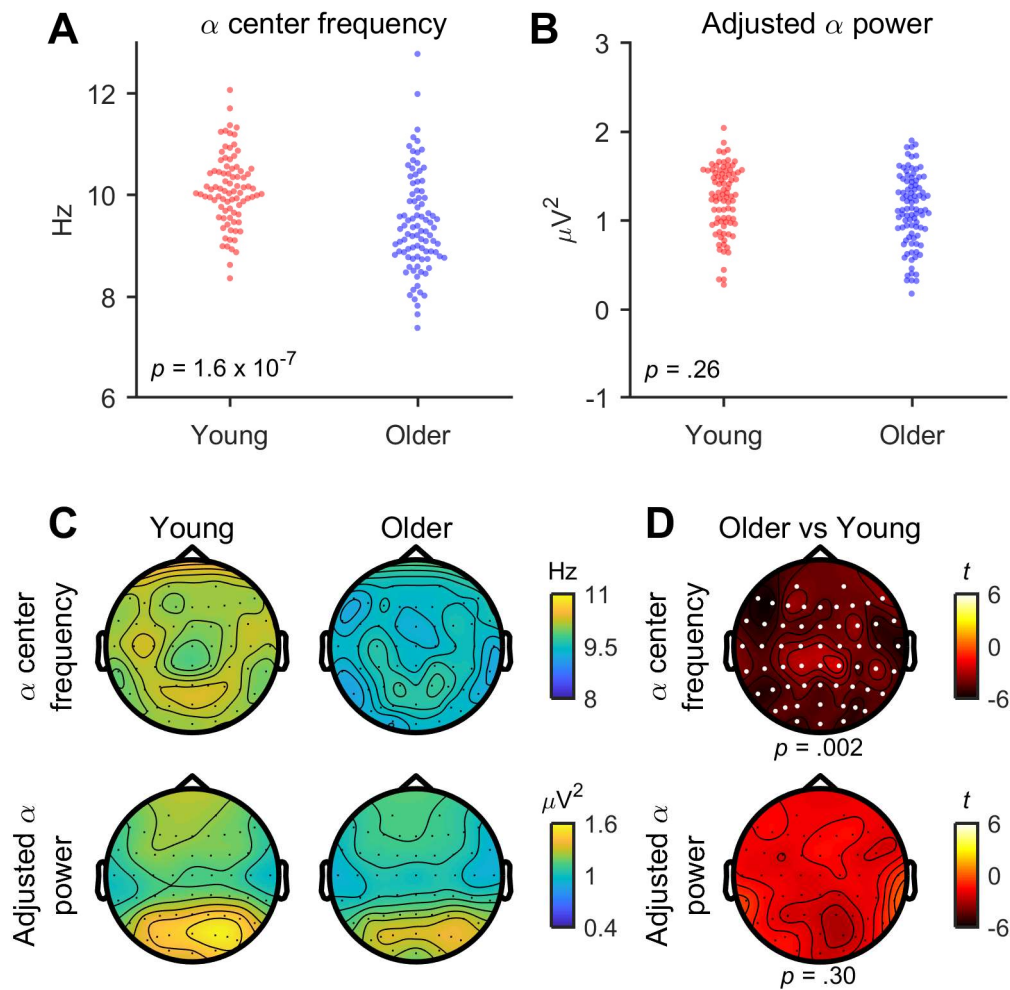 A
α center frequency
12
10
8
6
Hz
p = 1.6 x 10⁻⁷
Young
Older
B
Adjusted α power
3
2
1
0
-1
μV²
p = .26
Young
Older
C
Young
Older
α center
frequency
Hz
11
9.5
8
Adjusted α
power
μV²
1.6
1
0.4
D
Older vs Young
α center
frequency
t
6
0
-6
p = .002
Adjusted α
power
t
6
0
-6
p = .30